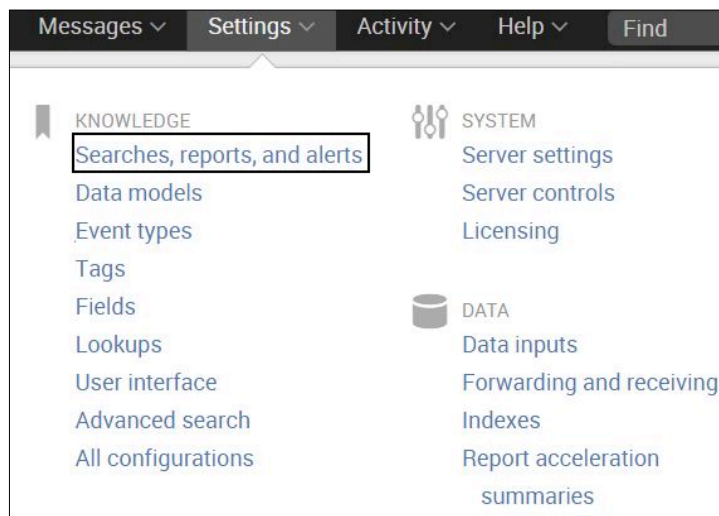 Messages Settings Activity Help Find
KNOWLEDGE
Searches, reports, and alerts
Data models
Event types
Tags
Fields
Lookups
User interface
Advanced search
All configurations
SYSTEM
Server settings
Server controls
Licensing
DATA
Data inputs
Forwarding and receiving
Indexes
Report acceleration
summaries